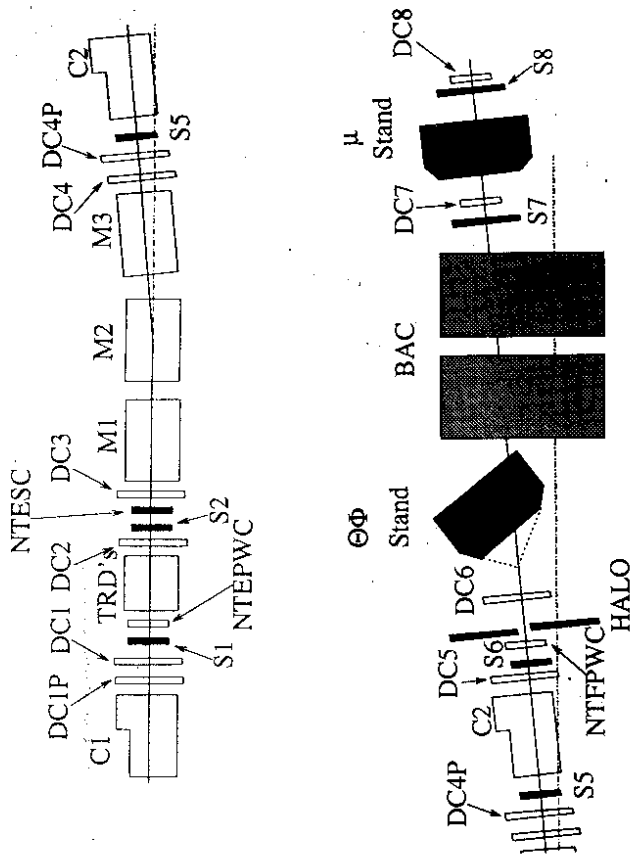 C1
DC1P
DC1
S1
NTEPWC
TRD's
DC2
S2
NTESC
DC3
M1
M2
M3
DC4
DC4P
S5
C2
DC4P
S5
C2
DC5
S6
NTFPWC
HALO
DC6
ΘΦ
Stand
BAC
DC7
S7
μ
Stand
DC8
S8